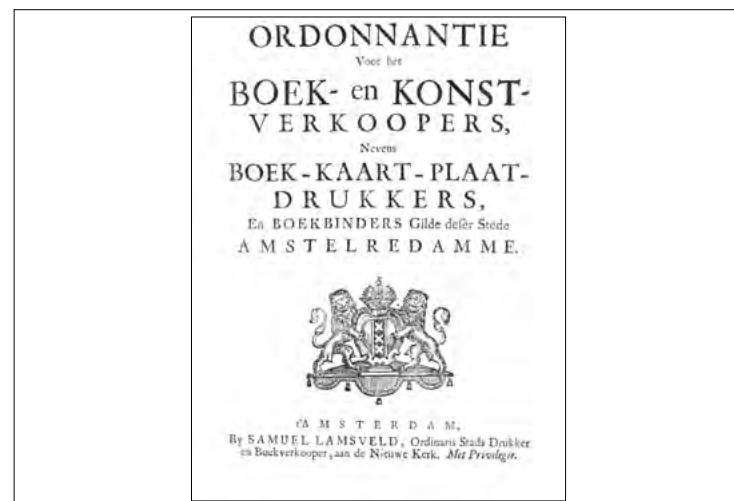 ORDONNANTIE
Voor het
BOEK- en KONST-
VERKOOPERS,
Nevens
BOEK-KAART-PLAAT-
DRUKKERS,
En BOEKBINDERS Gilde deser Stede
AMSTELREDAMME.
t'AMSTERDAM,
By SAMUEL LAMSVELD, Ordinaris Stads Drukker
en Boekverkooper, aan de Nieuwe Kerk. Met Privilegie.